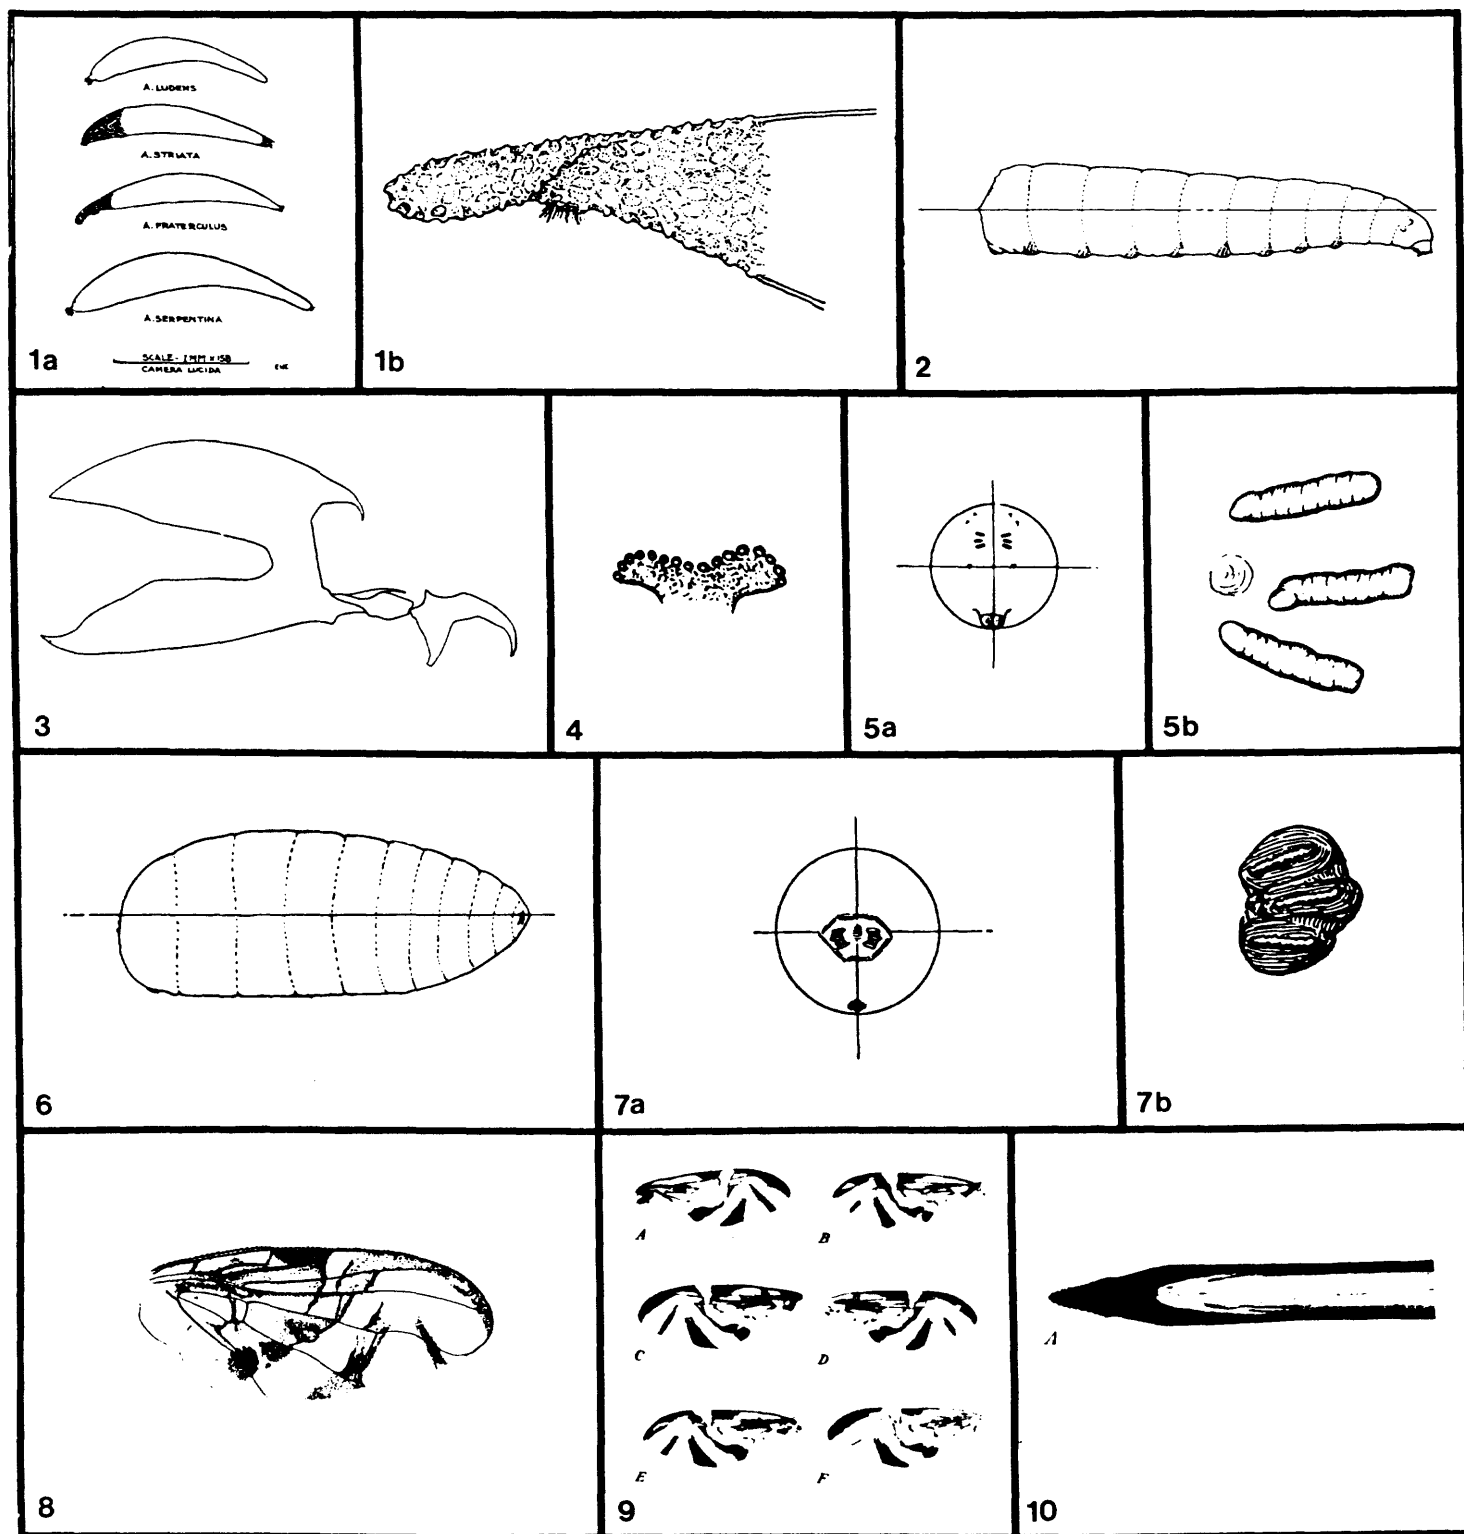 A. LUDENS
A. STRIATA
A. FRATERCULUS
A. SERPENTINA
SCALE - 1MM X 158
CAMERA LUCIDA
1a
1b
2
3
4
5a
5b
6
7a
7b
8
A
B
C
D
E
F
9
A
10